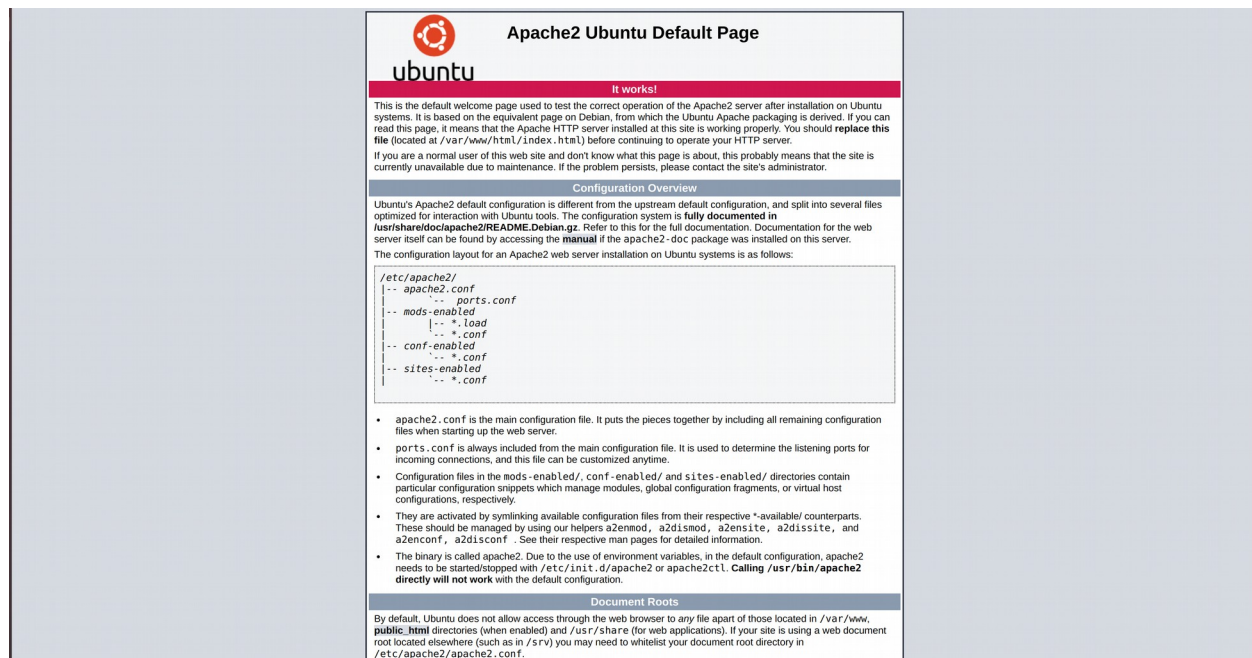 Apache2 Ubuntu Default Page
ubuntu
It works!
This is the default welcome page used to test the correct operation of the Apache2 server after installation on Ubuntu
systems. It is based on the equivalent page on Debian, from which the Ubuntu Apache packaging is derived. If you can
read this page, it means that the Apache HTTP server installed at this site is working properly. You should replace this
file (located at /var/www/html/index.html) before continuing to operate your HTTP server.
If you are a normal user of this web site and don't know what this page is about, this probably means that the site is
currently unavailable due to maintenance. If the problem persists, please contact the site's administrator.
Configuration Overview
Ubuntu's Apache2 default configuration is different from the upstream default configuration, and split into several files
optimized for interaction with Ubuntu tools. The configuration system is fully documented in
/usr/share/doc/apache2/README.Debian.gz. Refer to this for the full documentation. Documentation for the web
server itself can be found by accessing the manual if the apache2-doc package was installed on this server.
The configuration layout for an Apache2 web server installation on Ubuntu systems is as follows:
/etc/apache2/
|-- apache2.conf
|       `--  ports.conf
|-- mods-enabled
|       |-- *.load
|       `-- *.conf
|-- conf-enabled
|       `-- *.conf
|-- sites-enabled
|       `-- *.conf
• apache2.conf is the main configuration file. It puts the pieces together by including all remaining configuration
files when starting up the web server.
• ports.conf is always included from the main configuration file. It is used to determine the listening ports for
incoming connections, and this file can be customized anytime.
• Configuration files in the mods-enabled/, conf-enabled/ and sites-enabled/ directories contain
particular configuration snippets which manage modules, global configuration fragments, or virtual host
configurations, respectively.
• They are activated by symlinking available configuration files from their respective *-available/ counterparts.
These should be managed by using our helpers a2enmod, a2dismod, a2ensite, a2dissite, and
a2enconf, a2disconf . See their respective man pages for detailed information.
• The binary is called apache2. Due to the use of environment variables, in the default configuration, apache2
needs to be started/stopped with /etc/init.d/apache2 or apache2ctl. Calling /usr/bin/apache2
directly will not work with the default configuration.
Document Roots
By default, Ubuntu does not allow access through the web browser to any file apart of those located in /var/www,
public_html directories (when enabled) and /usr/share (for web applications). If your site is using a web document
root located elsewhere (such as in /srv) you may need to whitelist your document root directory in
/etc/apache2/apache2.conf.